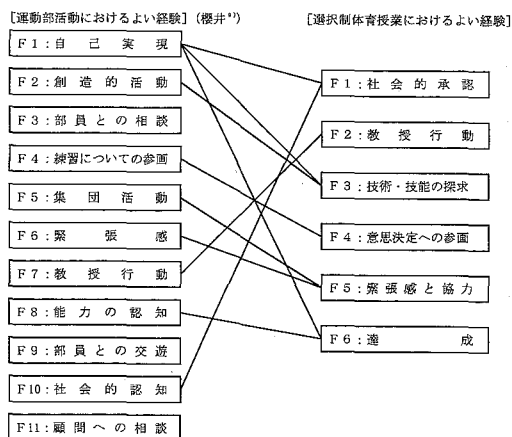 [運動部活動におけるよい経験](櫻井⁹⁾)
F1:自己実現
F2:創造的活動
F3:部員との相談
F4:練習についての参画
F5:集団活動
F6:緊張感
F7:教授行動
F8:能力の認知
F9:部員との交遊
F10:社会的認知
F11:顧問への相談
[選択制体育授業におけるよい経験]
F1:社会的承認
F2:教授行動
F3:技術・技能の探求
F4:意思決定への参画
F5:緊張感と協力
F6:達成